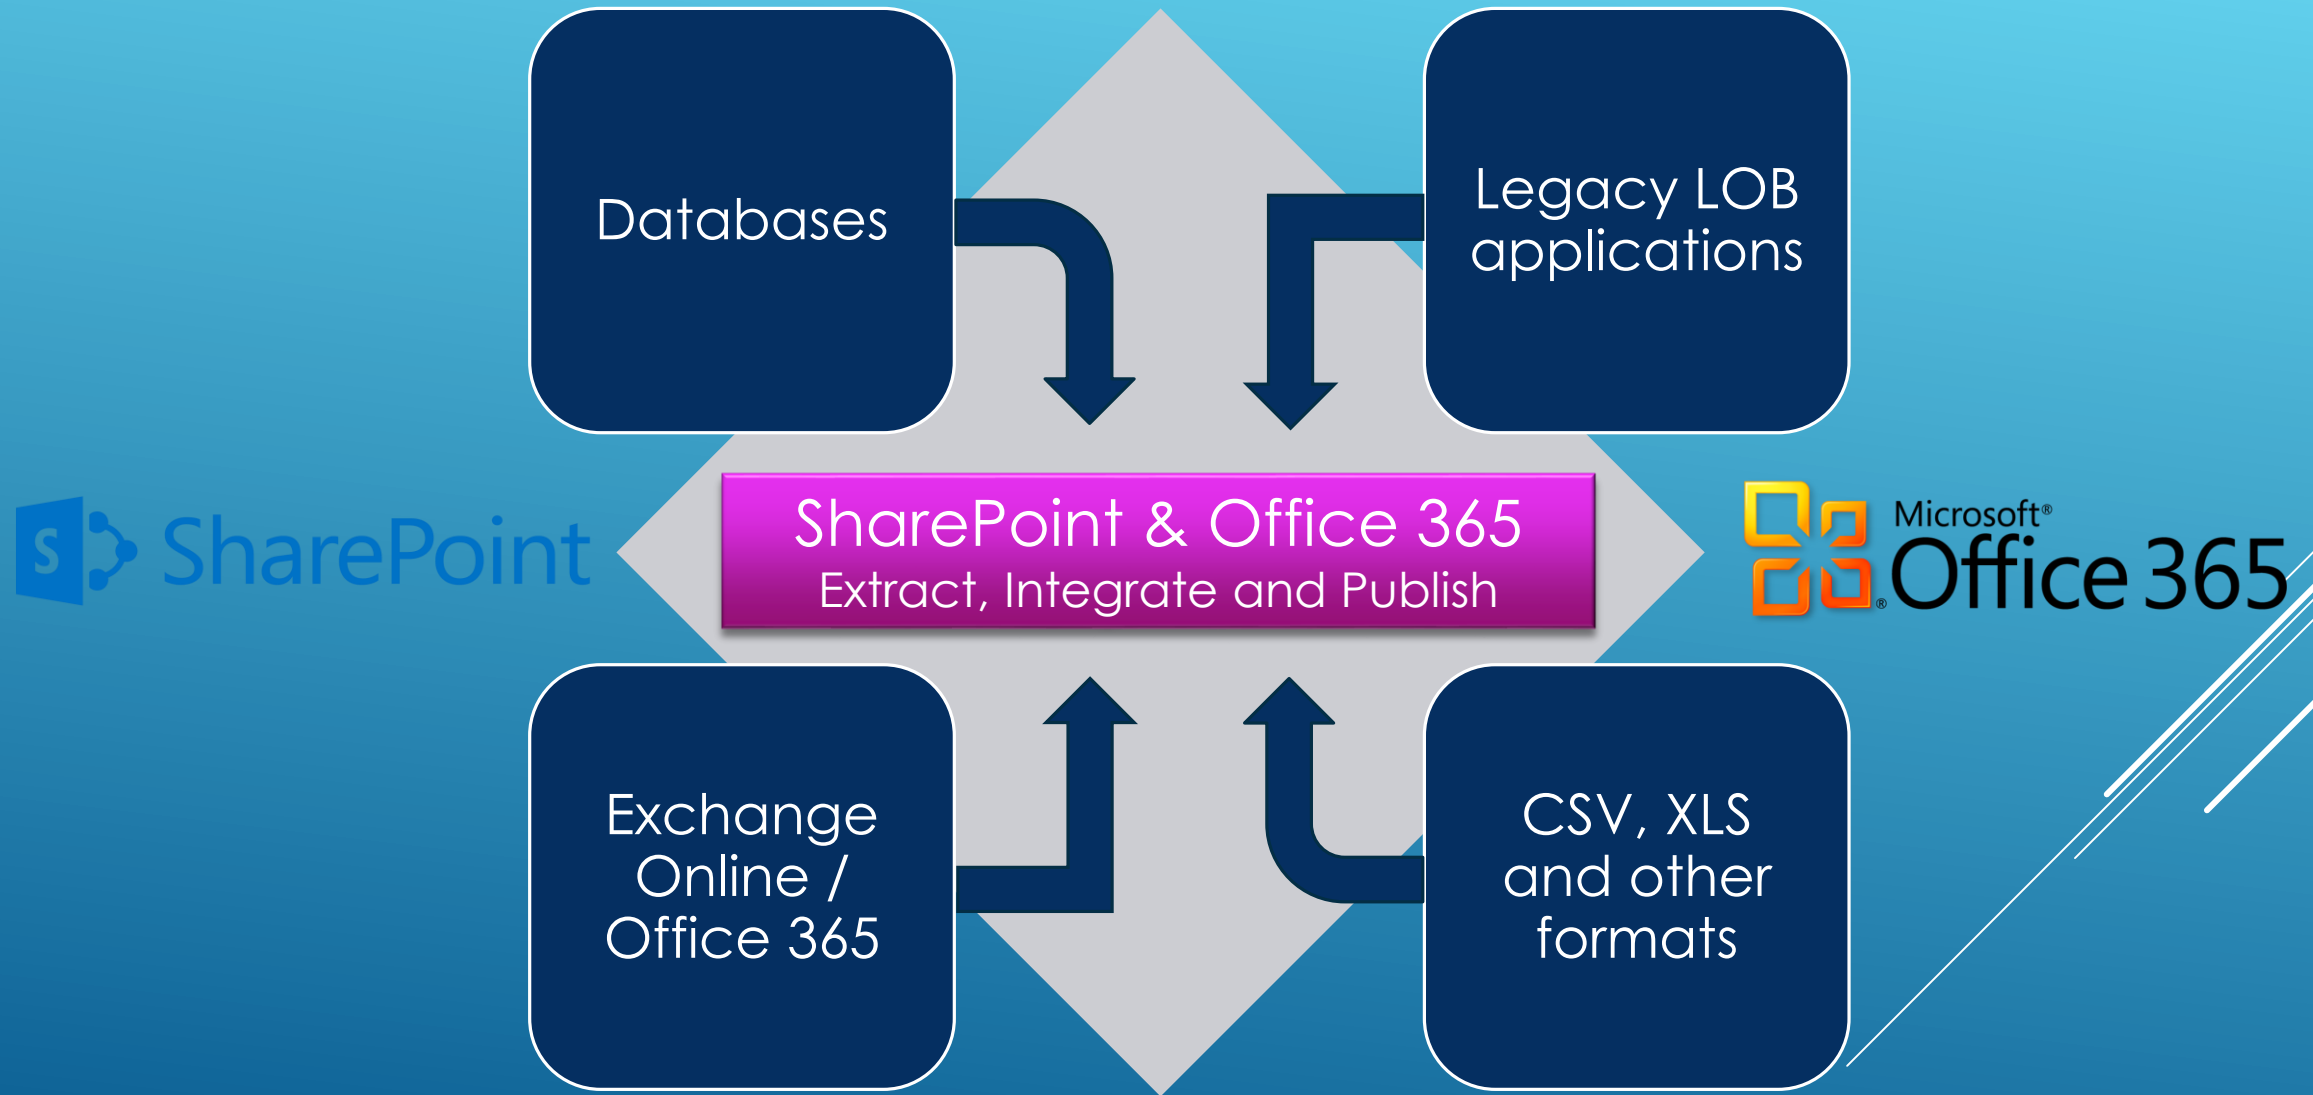 Databases
Legacy LOB
applications
S
SharePoint
SharePoint & Office 365
Extract, Integrate and Publish
Microsoft®
Office 365
®
Exchange
Online /
Office 365
CSV, XLS
and other
formats